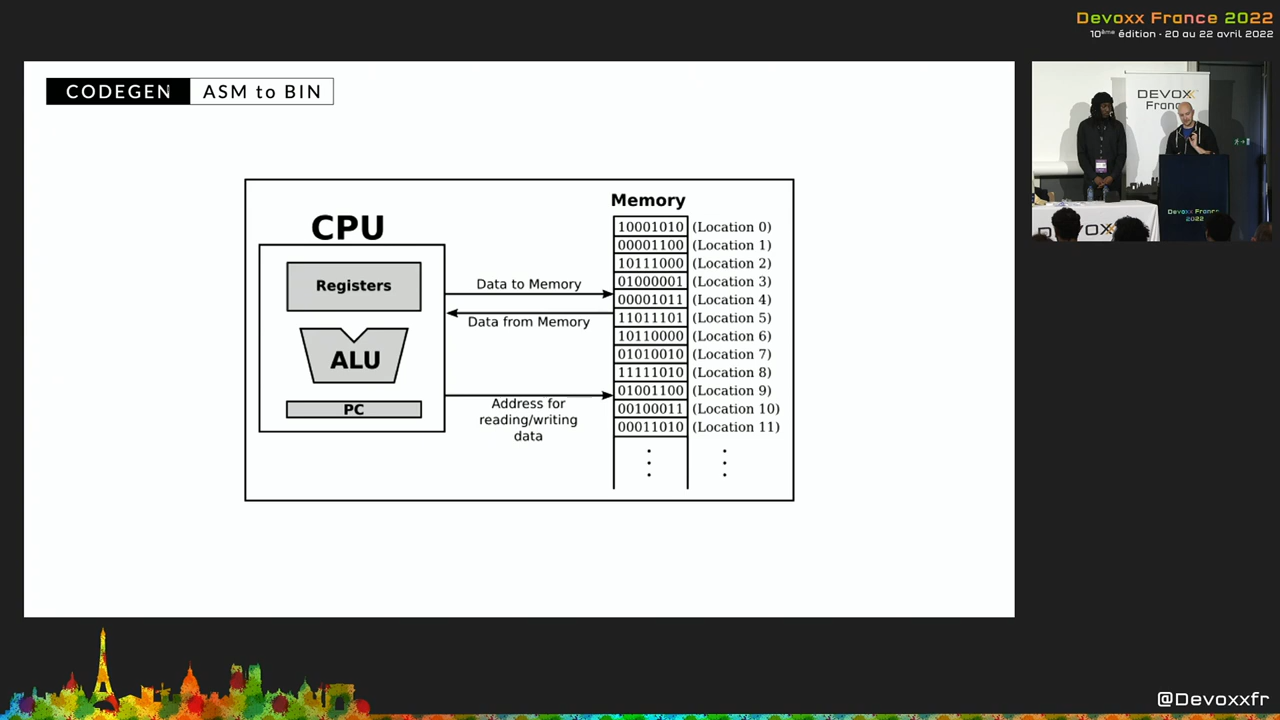 Devoxx France 2022
10ème édition · 20 au 22 avril 2022
CODEGEN ASM to BIN
CPU
Registers
ALU
PC
Data to Memory
Data from Memory
Address for
reading/writing
data
Memory
10001010 (Location 0)
00001100 (Location 1)
10111000 (Location 2)
01000001 (Location 3)
00001011 (Location 4)
11011101 (Location 5)
10110000 (Location 6)
01010010 (Location 7)
11111010 (Location 8)
01001100 (Location 9)
00100011 (Location 10)
00011010 (Location 11)
DEVOXX
France
Devoxx France
2022
@Devoxxfr